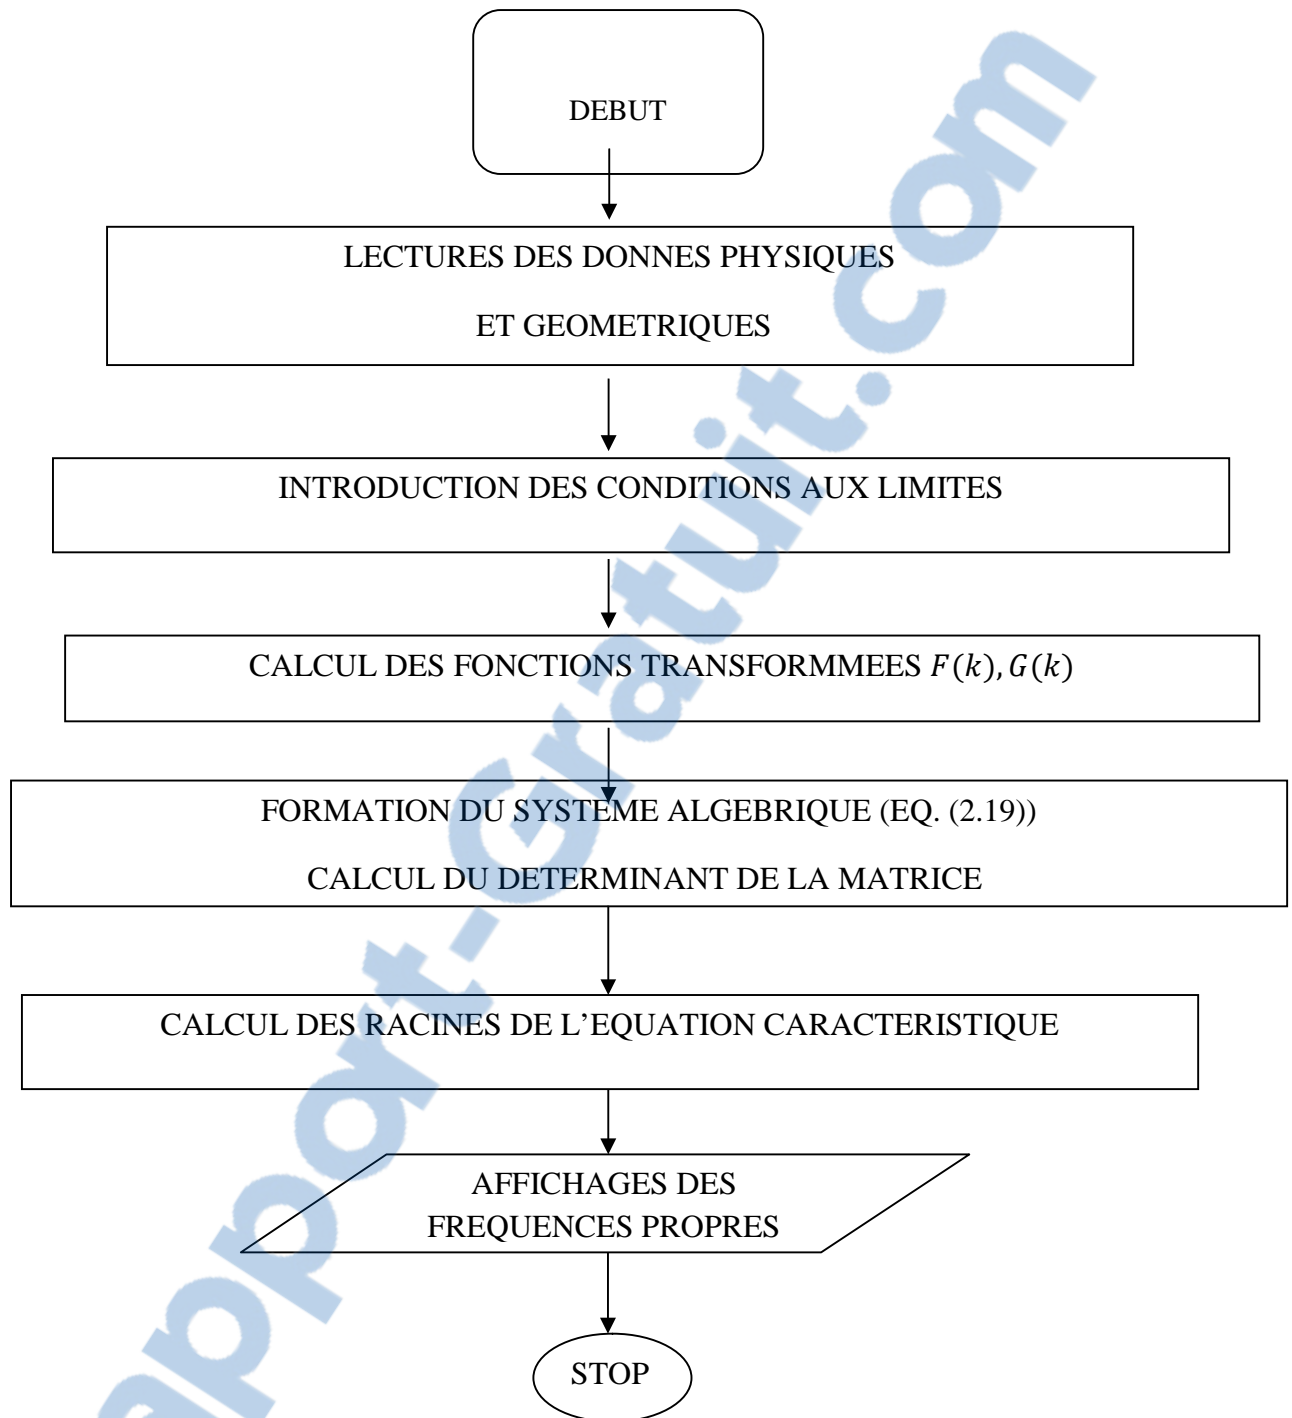 DEBUT
LECTURES DES DONNES PHYSIQUES
ET GEOMETRIQUES
INTRODUCTION DES CONDITIONS AUX LIMITES
CALCUL DES FONCTIONS TRANSFORMMEES F(k), G(k)
FORMATION DU SYSTEME ALGEBRIQUE (EQ. (2.19))
CALCUL DU DETERMINANT DE LA MATRICE
CALCUL DES RACINES DE L’EQUATION CARACTERISTIQUE
AFFICHAGES DES
FREQUENCES PROPRES
STOP
apport-Gratuit.com